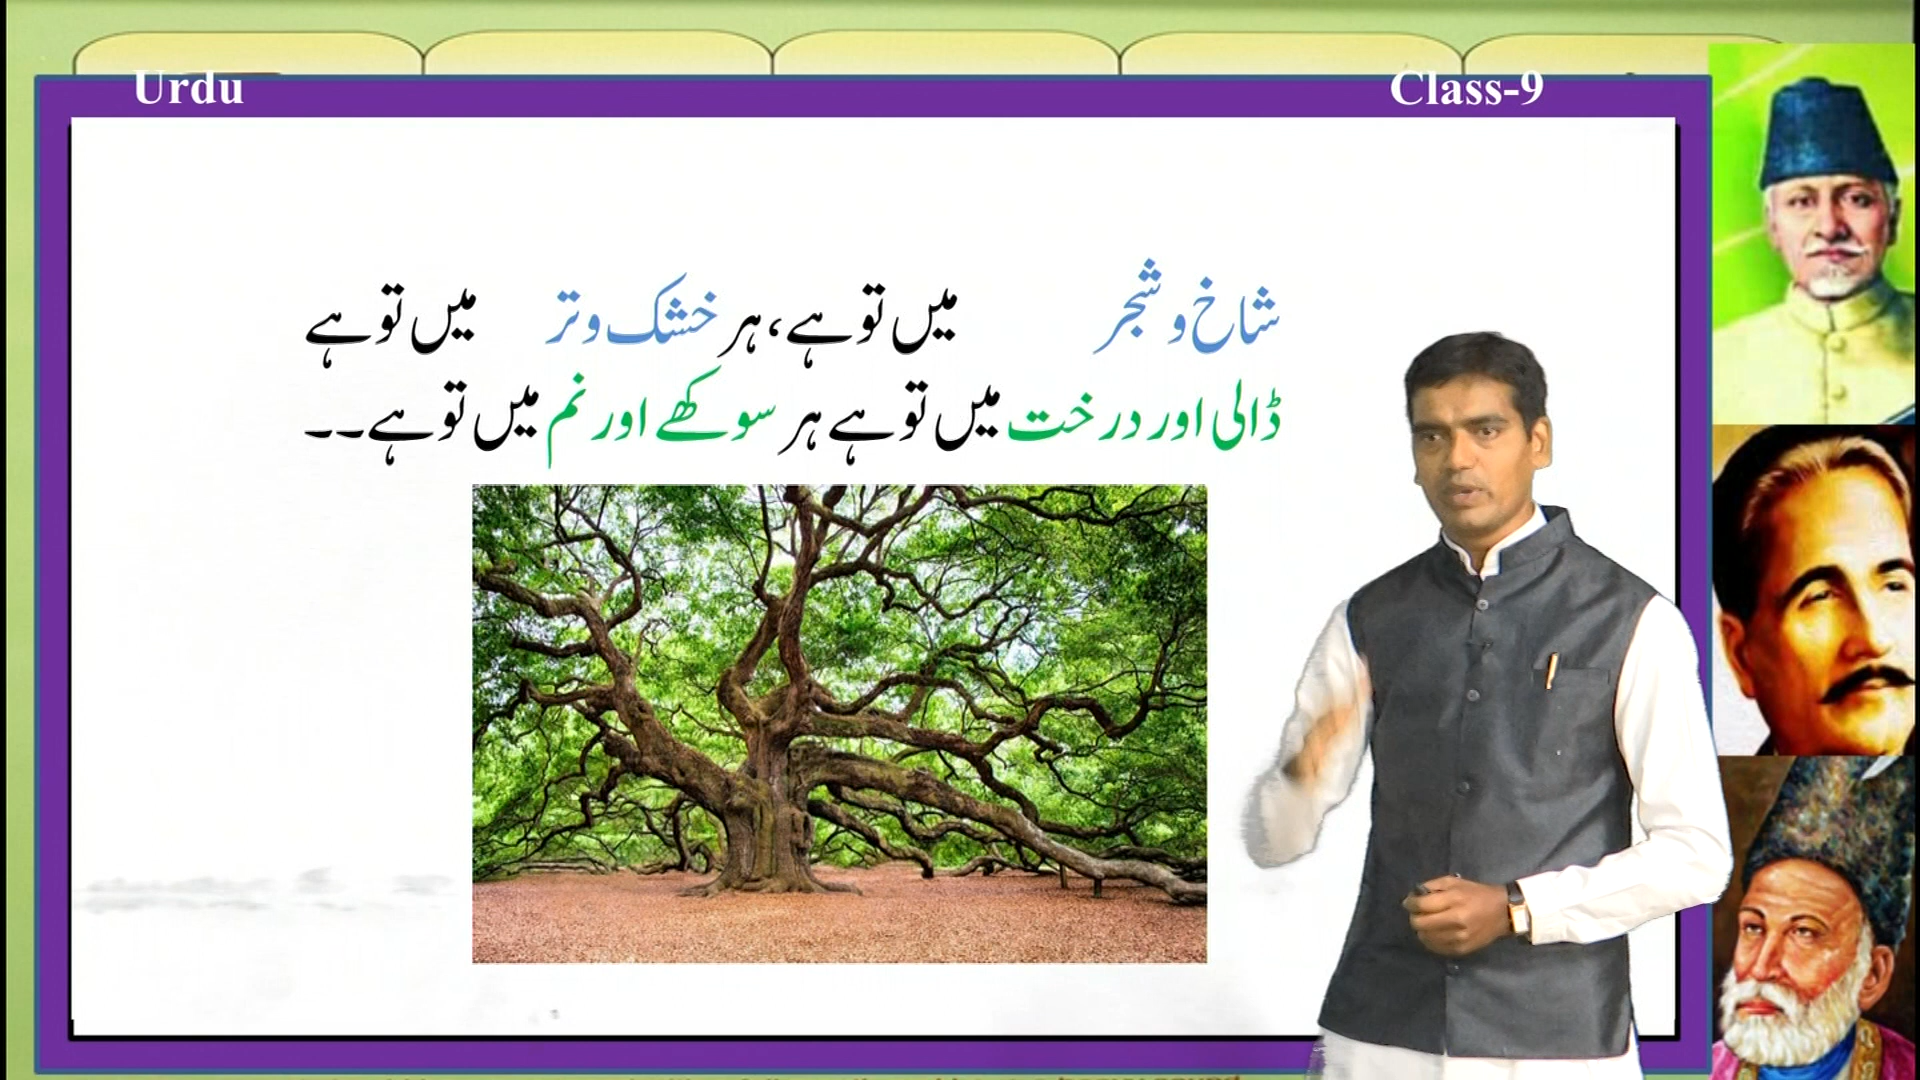 Urdu
Class-9
شاخ و شجر میں تو ہے، ہر خشک و تر میں تو ہے
ڈالی اور درخت میں تو ہے ہر سوکھے اور نم میں تو ہے۔۔